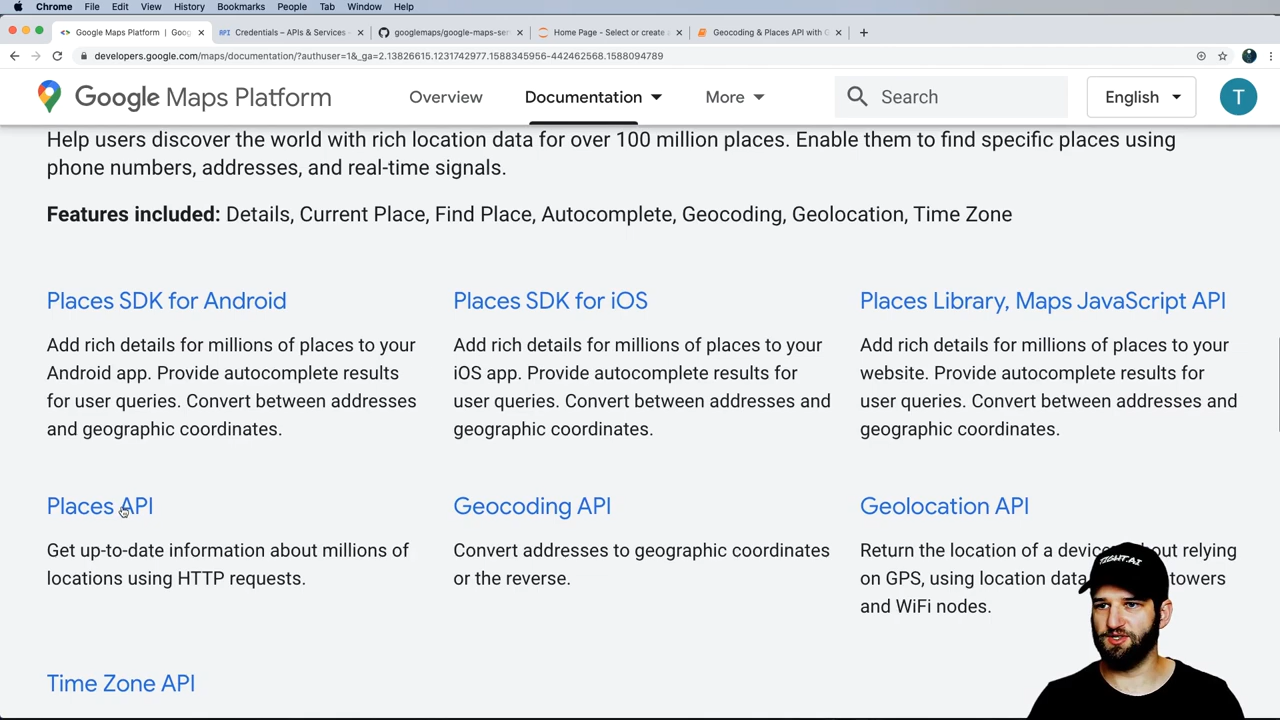 Chrome File Edit View History Bookmarks People Tab Window Help
Google Maps Platform | Goog
Credentials – APIs & Services -
googlemaps/google-maps-ser
Home Page - Select or create
Geocoding & Places API with G
developers.google.com/maps/documentation/?authuser=1&_ga=2.13826615.1231742977.1588345956-442462568.1588094789
Google Maps Platform
Overview
Documentation
More
Search
English
T
Help users discover the world with rich location data for over 100 million places. Enable them to find specific places using
phone numbers, addresses, and real-time signals.
Features included: Details, Current Place, Find Place, Autocomplete, Geocoding, Geolocation, Time Zone
Places SDK for Android
Add rich details for millions of places to your
Android app. Provide autocomplete results
for user queries. Convert between addresses
and geographic coordinates.
Places SDK for iOS
Add rich details for millions of places to your
iOS app. Provide autocomplete results for
user queries. Convert between addresses and
geographic coordinates.
Places Library, Maps JavaScript API
Add rich details for millions of places to your
website. Provide autocomplete results for
user queries. Convert between addresses and
geographic coordinates.
Places API
Get up-to-date information about millions of
locations using HTTP requests.
Geocoding API
Convert addresses to geographic coordinates
or the reverse.
Geolocation API
Return the location of a device relying
on GPS, using location data towers
and WiFi nodes.
Time Zone API